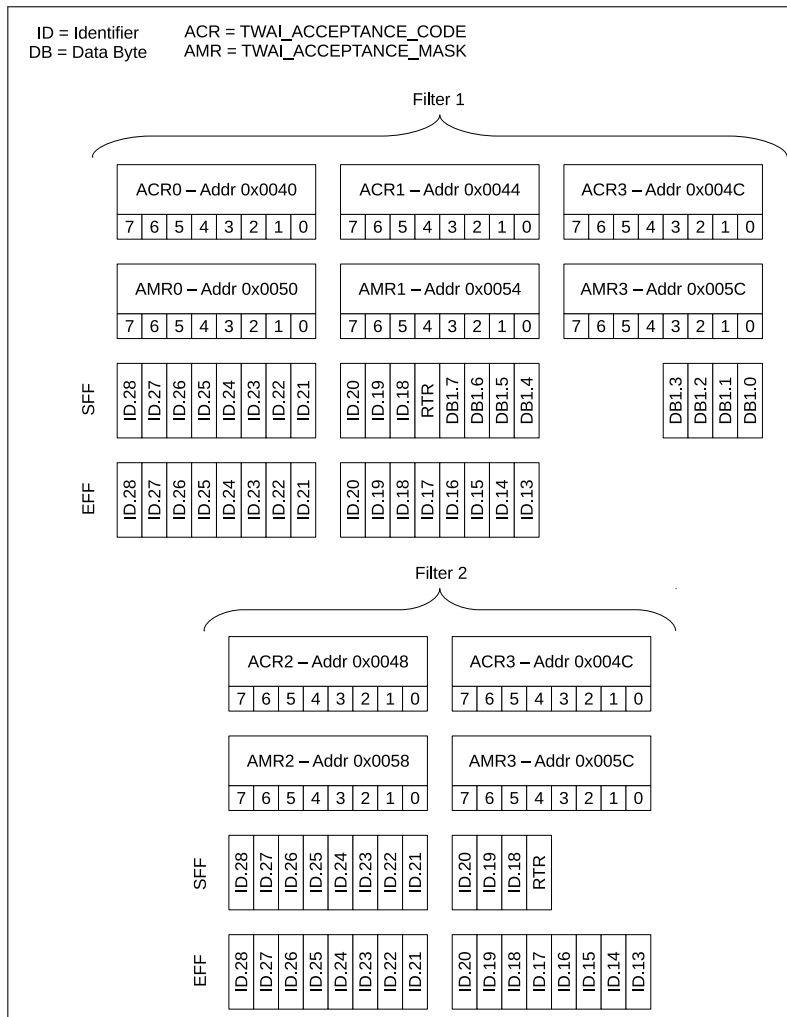 ID = Identifier ACR = TWAI_ACCEPTANCE_CODE
DB = Data Byte AMR = TWAI_ACCEPTANCE_MASK
Filter 1
ACR0 – Addr 0x0040 ACR1 – Addr 0x0044 ACR3 – Addr 0x004C
7 6 5 4 3 2 1 0 7 6 5 4 3 2 1 0 7 6 5 4 3 2 1 0
AMR0 – Addr 0x0050 AMR1 – Addr 0x0054 AMR3 – Addr 0x005C
7 6 5 4 3 2 1 0 7 6 5 4 3 2 1 0 7 6 5 4 3 2 1 0
SFF ID.28 ID.27 ID.26 ID.25 ID.24 ID.23 ID.22 ID.21 ID.20 ID.19 ID.18 RTR DB1.7 DB1.6 DB1.5 DB1.4 DB1.3 DB1.2 DB1.1 DB1.0
EFF ID.28 ID.27 ID.26 ID.25 ID.24 ID.23 ID.22 ID.21 ID.20 ID.19 ID.18 ID.17 ID.16 ID.15 ID.14 ID.13
Filter 2
ACR2 – Addr 0x0048 ACR3 – Addr 0x004C
7 6 5 4 3 2 1 0 7 6 5 4 3 2 1 0
AMR2 – Addr 0x0058 AMR3 – Addr 0x005C
7 6 5 4 3 2 1 0 7 6 5 4 3 2 1 0
SFF ID.28 ID.27 ID.26 ID.25 ID.24 ID.23 ID.22 ID.21 ID.20 ID.19 ID.18 RTR
EFF ID.28 ID.27 ID.26 ID.25 ID.24 ID.23 ID.22 ID.21 ID.20 ID.19 ID.18 ID.17 ID.16 ID.15 ID.14 ID.13